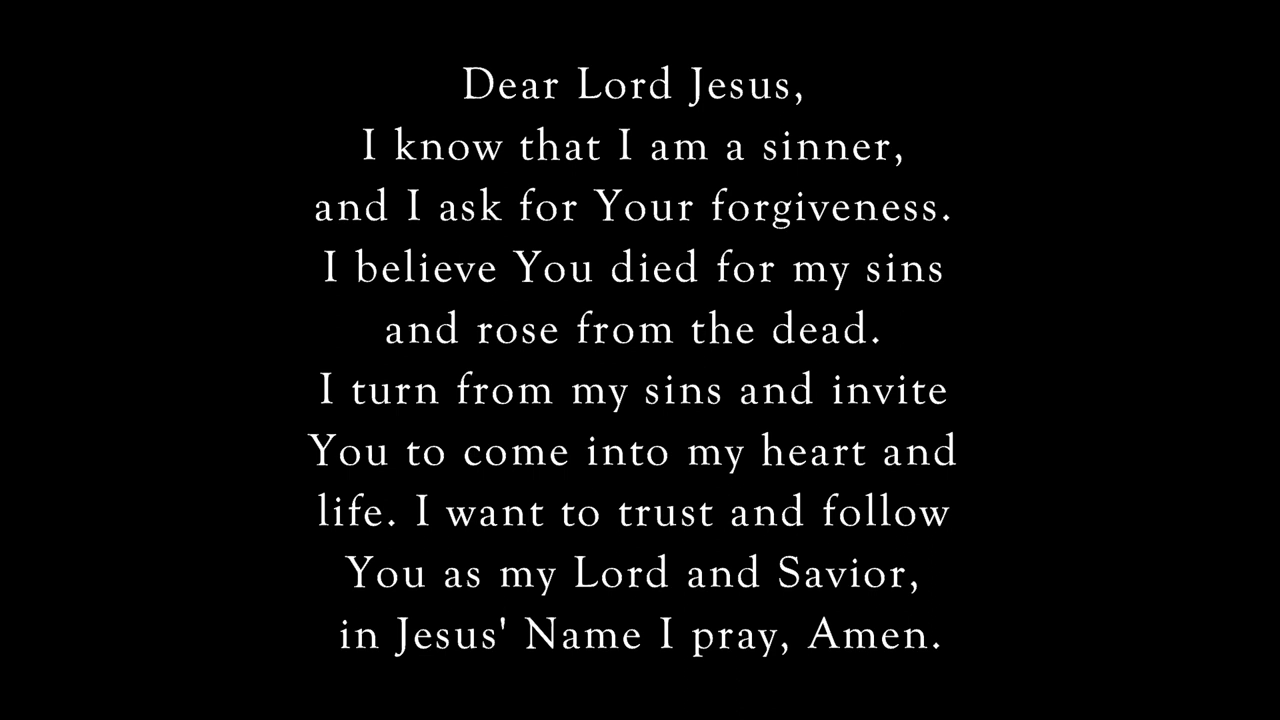 Dear Lord Jesus,
I know that I am a sinner,
and I ask for Your forgiveness.
I believe You died for my sins
and rose from the dead.
I turn from my sins and invite
You to come into my heart and
life. I want to trust and follow
You as my Lord and Savior,
in Jesus' Name I pray, Amen.